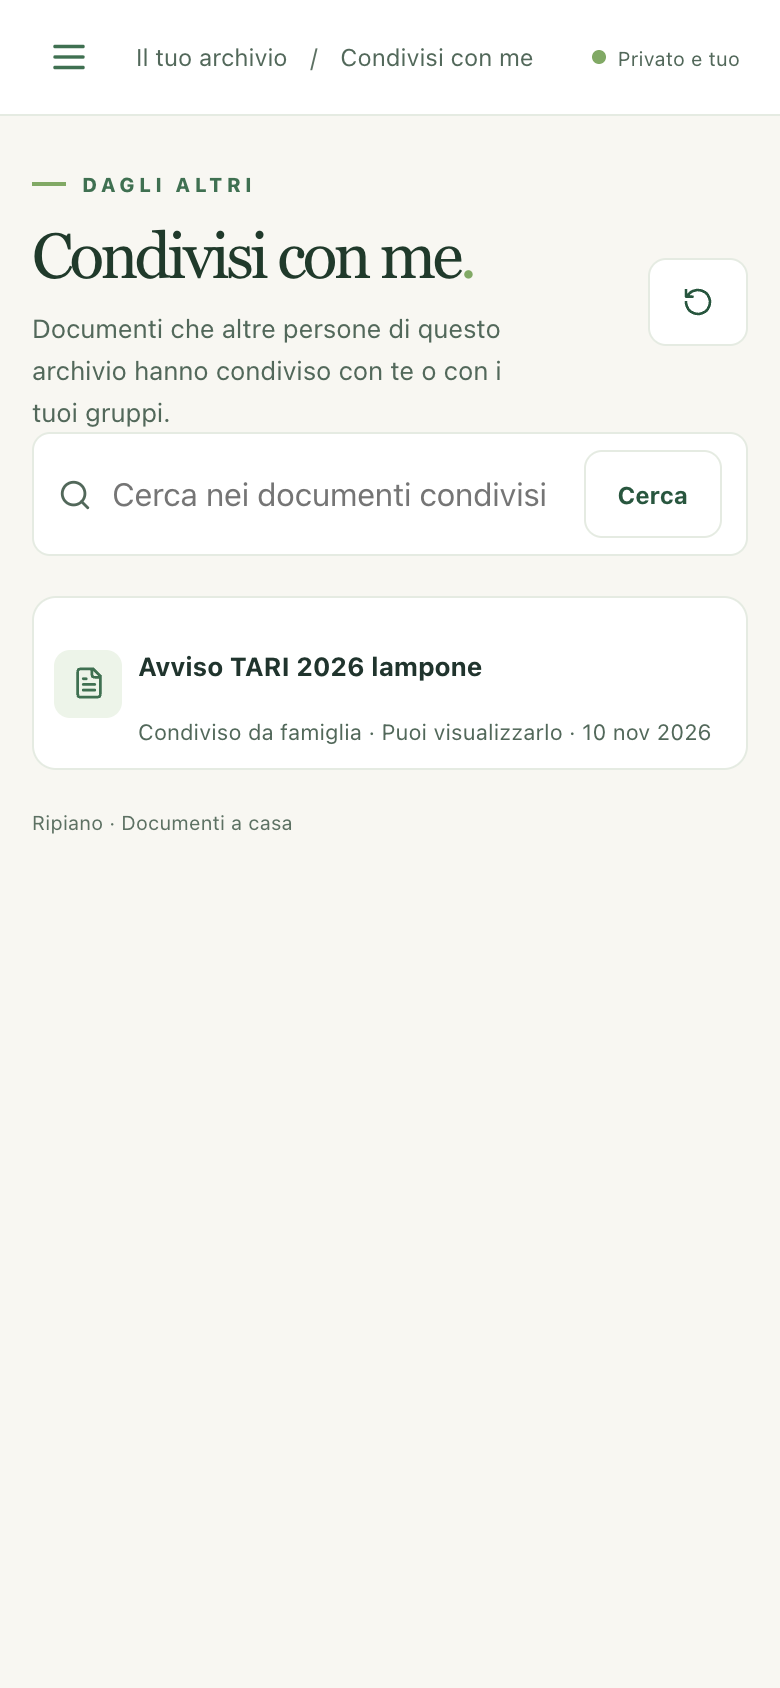 Il tuo archivio / Condivisi con me
Privato e tuo
DAGLI ALTRI
Condivisi con me.
Documenti che altre persone di questo
archivio hanno condiviso con te o con i
tuoi gruppi.
Cerca nei documenti condivisi
Cerca
Avviso TARI 2026 lampone
Condiviso da famiglia · Puoi visualizzarlo · 10 nov 2026
Ripiano · Documenti a casa